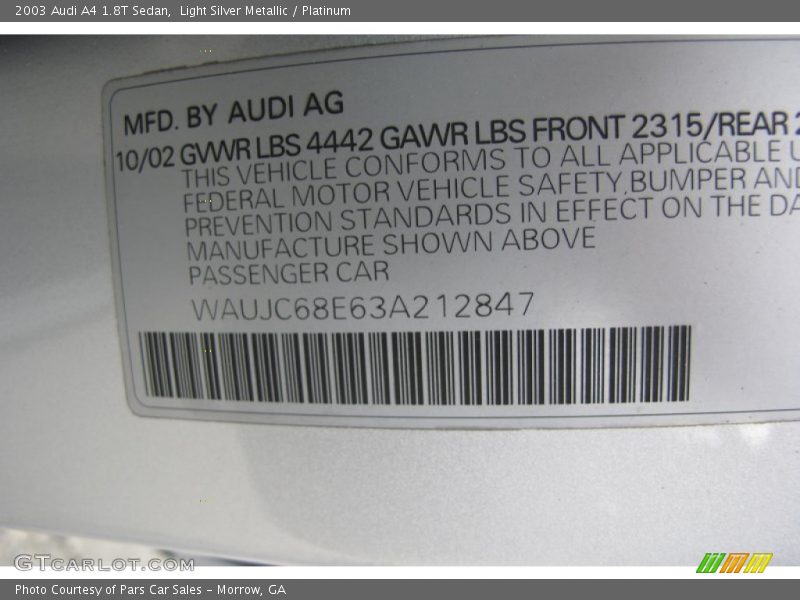 2003 Audi A4 1.8T Sedan,  Light Silver Metallic / Platinum
MFD. BY AUDI AG
10/02 GVWR LBS 4442 GAWR LBS FRONT 2315/REAR 2
THIS VEHICLE CONFORMS TO ALL APPLICABLE U
FEDERAL MOTOR VEHICLE SAFETY, BUMPER AND
PREVENTION STANDARDS IN EFFECT ON THE DA
MANUFACTURE SHOWN ABOVE
PASSENGER CAR
WAUJC68E63A212847
GTCARLOT.COM
Photo Courtesy of Pars Car Sales - Morrow, GA